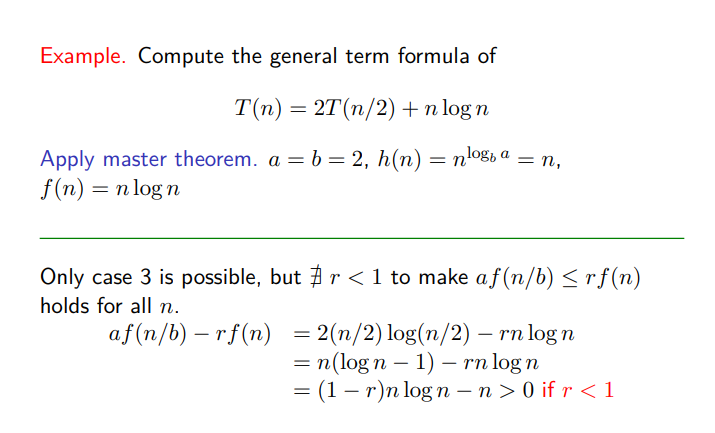 Example. Compute the general term formula of
T(n) = 2T(n/2) + n log n
Apply master theorem. a = b = 2, h(n) = n^{log_b a} = n,
f(n) = n log n
Only case 3 is possible, but ∄ r < 1 to make af(n/b) ≤ rf(n)
holds for all n.
af(n/b) − rf(n) = 2(n/2) log(n/2) − rn log n
= n(log n − 1) − rn log n
= (1 − r)n log n − n > 0 if r < 1